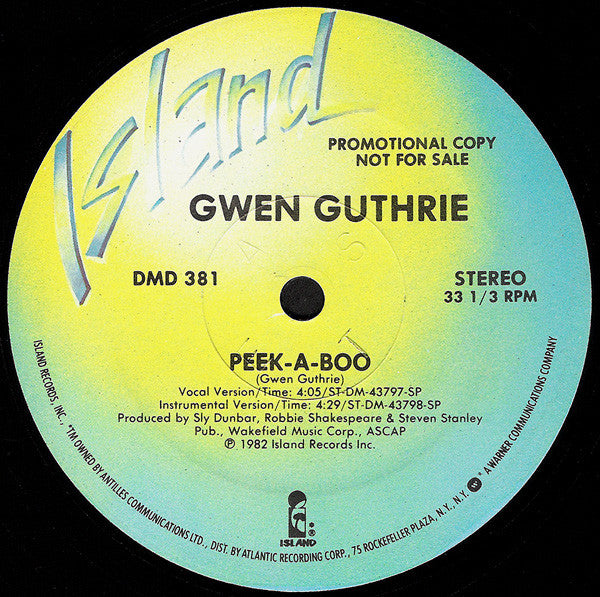 Island
PROMOTIONAL COPY
NOT FOR SALE
GWEN GUTHRIE
DMD 381
STEREO
33 1/3 RPM
PEEK-A-BOO
(Gwen Guthrie)
Vocal Version/Time: 4:05/ST-DM-43797-SP
Instrumental Version/Time: 4:29/ST-DM-43798-SP
Produced by Sly Dunbar, Robbie Shakespeare & Steven Stanley
Pub., Wakefield Music Corp., ASCAP
℗ 1982 Island Records Inc.
ISLAND®
ISLAND RECORDS, INC., *TM OWNED BY ANTILLES COMMUNICATIONS LTD., DIST. BY ATLANTIC RECORDING CORP., 75 ROCKEFELLER PLAZA, N.Y., N.Y. * A WARNER COMMUNICATIONS COMPANY